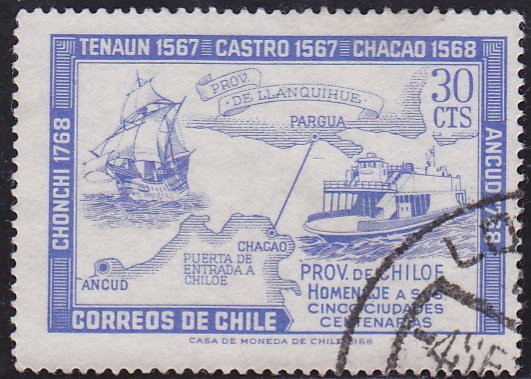 TENAUN 1567 CASTRO 1567 CHACAO 1568
CHONCHI 1768
ANCUD 1768
PROV.
DE LLANQUIHUE
30
CTS
PARGUA
CHACAO
PUERTA DE
ENTRADA A
CHILOE
ANCUD
PROV. DE CHILOE
HOMENAJE A SUS
CINCO CIUDADES
CENTENARIAS
CORREOS DE CHILE
CASA DE MONEDA DE CHILE 1968